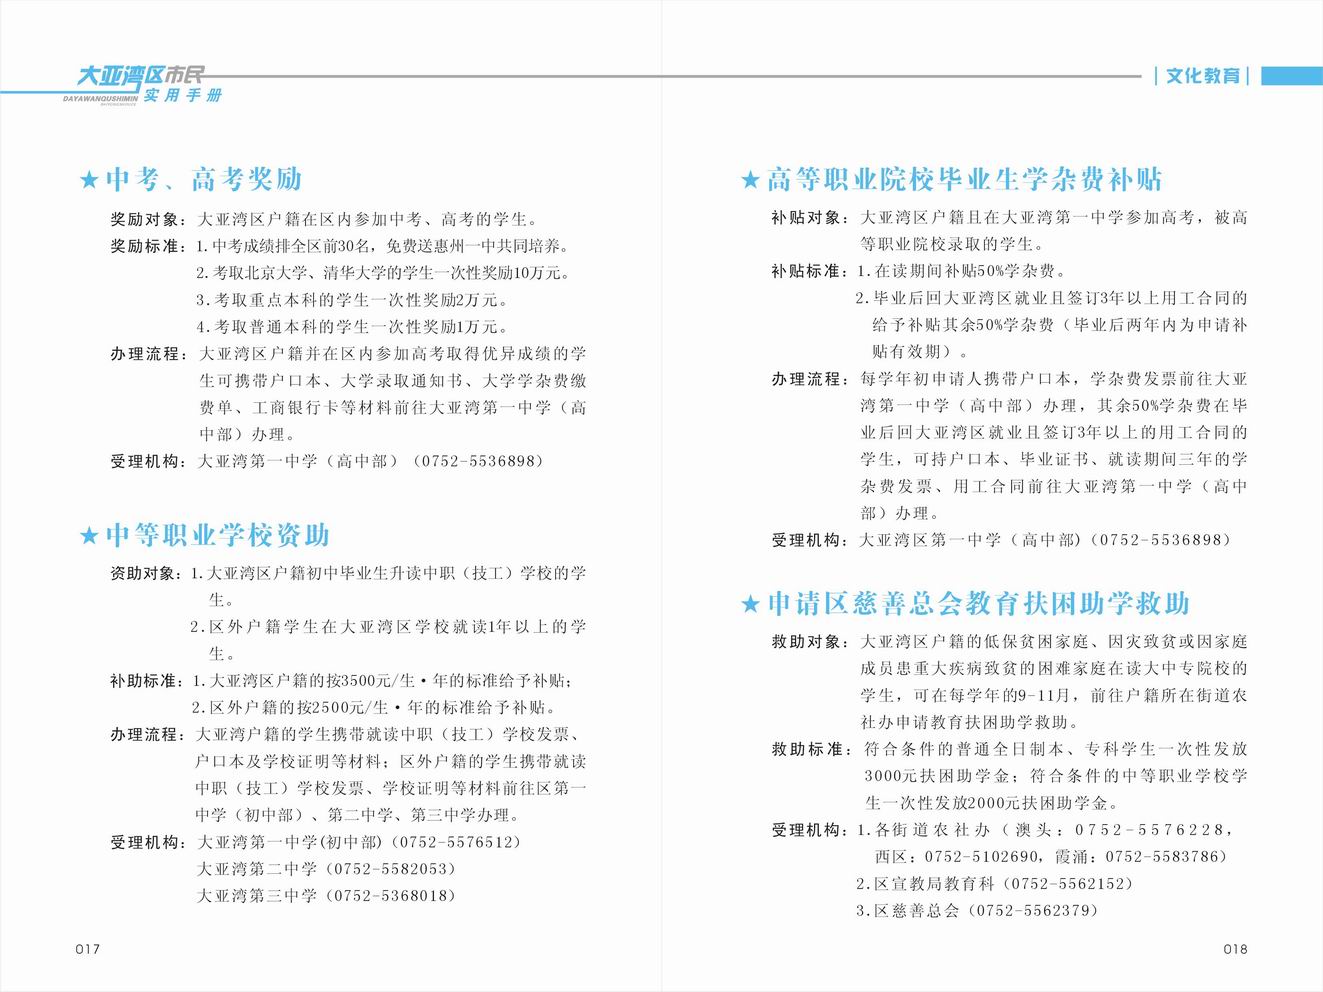 大亚湾区市民
DAYAWANQUSHIMIN
实用手册
文化教育
★中考、高考奖励
奖励对象：大亚湾区户籍在区内参加中考、高考的学生。
奖励标准：1.中考成绩排全区前30名，免费送惠州一中共同培养。
2.考取北京大学、清华大学的学生一次性奖励10万元。
3.考取重点本科的学生一次性奖励2万元。
4.考取普通本科的学生一次性奖励1万元。
办理流程：大亚湾区户籍并在区内参加高考取得优异成绩的学
生可携带户口本、大学录取通知书、大学学杂费缴
费单、工商银行卡等材料前往大亚湾第一中学（高
中部）办理。
受理机构：大亚湾第一中学（高中部）（0752-5536898）
★中等职业学校资助
资助对象：1.大亚湾区户籍初中毕业生升读中职（技工）学校的学
生。
2.区外户籍学生在大亚湾区学校就读1年以上的学
生。
补助标准：1.大亚湾区户籍的按3500元/生·年的标准给予补贴；
2.区外户籍的按2500元/生·年的标准给予补贴。
办理流程：大亚湾户籍的学生携带就读中职（技工）学校发票、
户口本及学校证明等材料；区外户籍的学生携带就读
中职（技工）学校发票、学校证明等材料前往区第一
中学（初中部）、第二中学、第三中学办理。
受理机构：大亚湾第一中学(初中部)（0752-5576512）
大亚湾第二中学（0752-5582053）
大亚湾第三中学（0752-5368018）
017
★高等职业院校毕业生学杂费补贴
补贴对象：大亚湾区户籍且在大亚湾第一中学参加高考，被高
等职业院校录取的学生。
补贴标准：1.在读期间补贴50%学杂费。
2.毕业后回大亚湾区就业且签订3年以上用工合同的
给予补贴其余50%学杂费（毕业后两年内为申请补
贴有效期）。
办理流程：每学年初申请人携带户口本，学杂费发票前往大亚
湾第一中学（高中部）办理，其余50%学杂费在毕
业后回大亚湾区就业且签订3年以上的用工合同的
学生，可持户口本、毕业证书、就读期间三年的学
杂费发票、用工合同前往大亚湾第一中学（高中
部）办理。
受理机构：大亚湾区第一中学（高中部)（0752-5536898）
★申请区慈善总会教育扶困助学救助
救助对象：大亚湾区户籍的低保贫困家庭、因灾致贫或因家庭
成员患重大疾病致贫的困难家庭在读大中专院校的
学生，可在每学年的9-11月，前往户籍所在街道农
社办申请教育扶困助学救助。
救助标准：符合条件的普通全日制本、专科学生一次性发放
3000元扶困助学金；符合条件的中等职业学校学
生一次性发放2000元扶困助学金。
受理机构：1.各街道农社办（澳头：0752-5576228，
西区：0752-5102690，霞涌：0752-5583786）
2.区宣教局教育科（0752-5562152）
3.区慈善总会（0752-5562379）
018